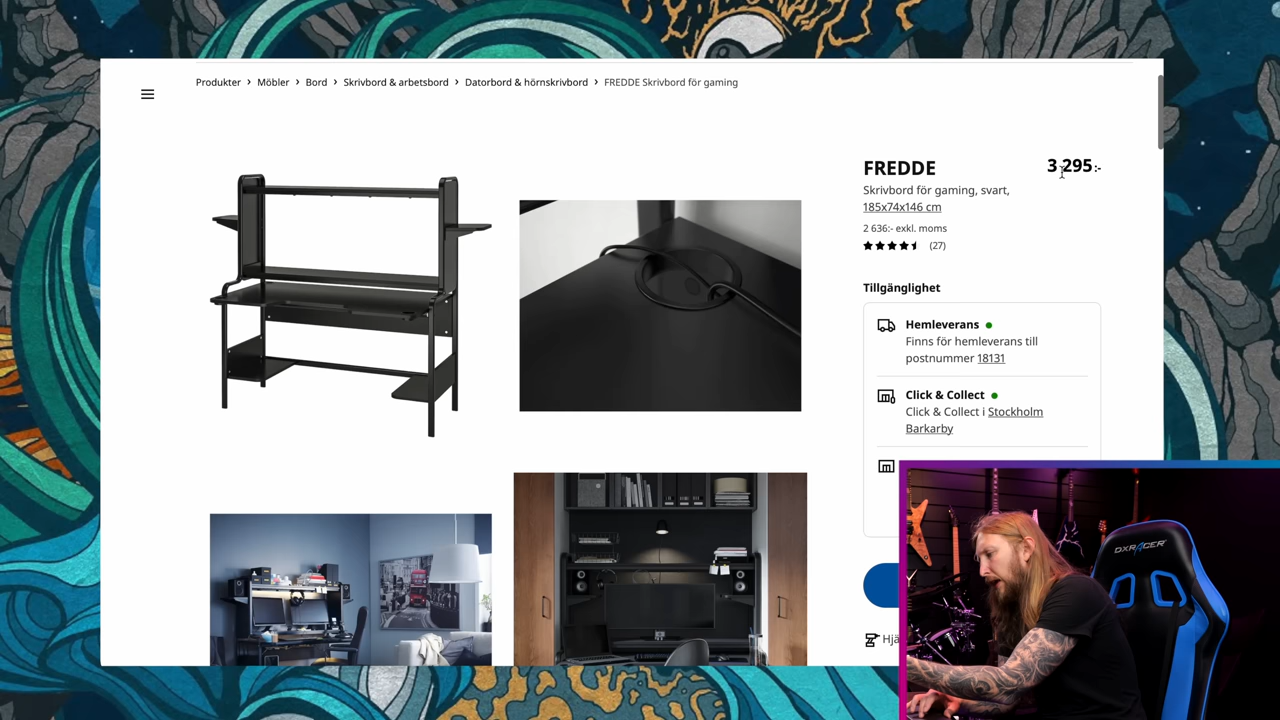 Produkter > Möbler > Bord > Skrivbord & arbetsbord > Datorbord & hörnskrivbord > FREDDE Skrivbord för gaming
FREDDE
3 295:-
Skrivbord för gaming, svart,
185x74x146 cm
2 636:- exkl. moms
(27)
Tillgänglighet
Hemleverans
Finns för hemleverans till
postnummer 18131
Click & Collect
Click & Collect i Stockholm
Barkarby
Hjä
DXRACER